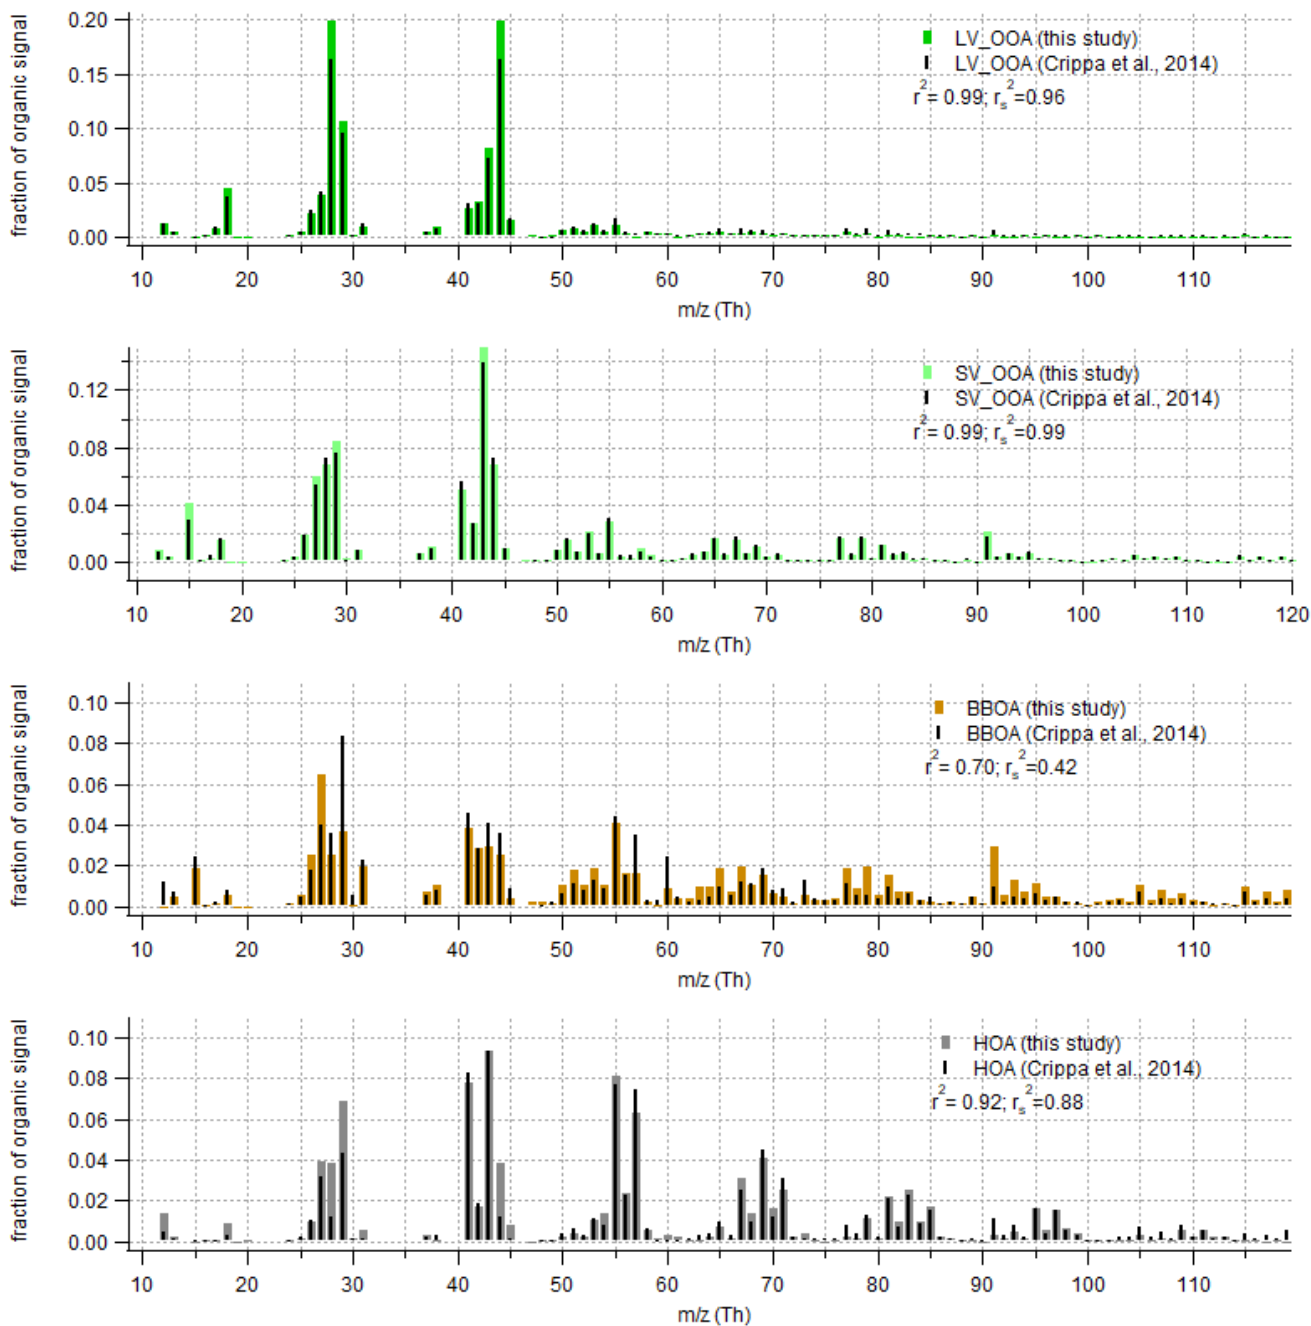 fraction of organic signal
0.20
0.15
0.10
0.05
0.00
LV_OOA (this study)
LV_OOA (Crippa et al., 2014)
r²= 0.99; rₛ²=0.96
10 20 30 40 50 60 70 80 90 100 110
m/z (Th)
fraction of organic signal
0.12
0.08
0.04
0.00
SV_OOA (this study)
SV_OOA (Crippa et al., 2014)
r²= 0.99; rₛ²=0.99
10 20 30 40 50 60 70 80 90 100 110 120
m/z (Th)
fraction of organic signal
0.10
0.08
0.06
0.04
0.02
0.00
BBOA (this study)
BBOA (Crippa et al., 2014)
r²= 0.70; rₛ²=0.42
10 20 30 40 50 60 70 80 90 100 110
m/z (Th)
fraction of organic signal
0.10
0.08
0.06
0.04
0.02
0.00
HOA (this study)
HOA (Crippa et al., 2014)
r²= 0.92; rₛ²=0.88
10 20 30 40 50 60 70 80 90 100 110
m/z (Th)